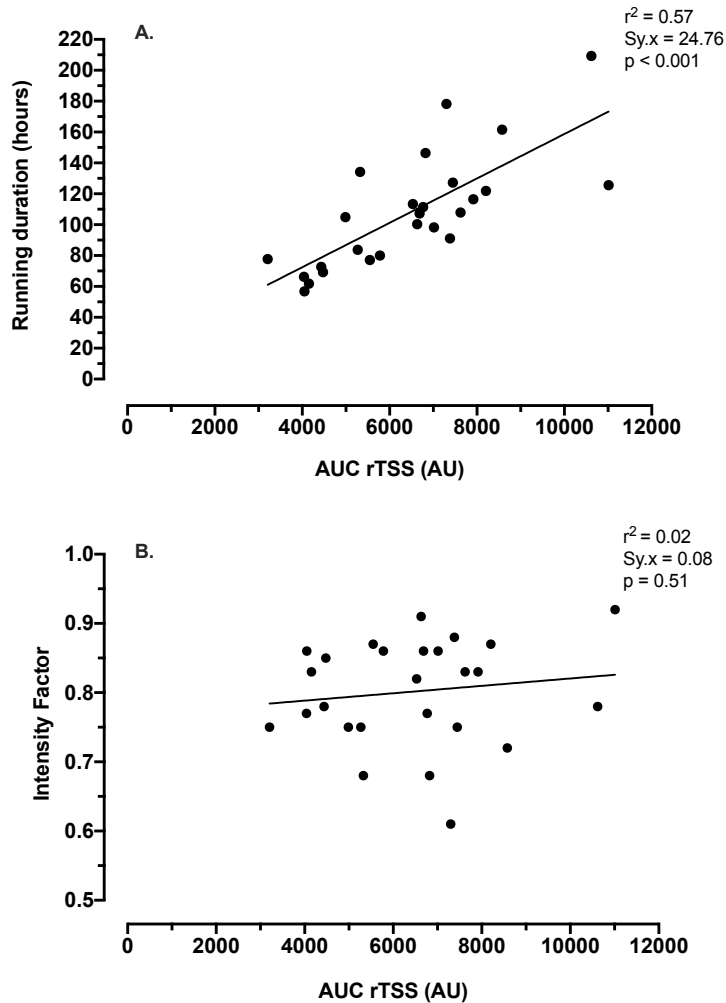 A.
r² = 0.57
Sy.x = 24.76
p < 0.001
220
200
180
160
140
120
100
80
60
40
20
0
Running duration (hours)
0 2000 4000 6000 8000 10000 12000
AUC rTSS (AU)
B.
r² = 0.02
Sy.x = 0.08
p = 0.51
1.0
0.9
0.8
0.7
0.6
0.5
Intensity Factor
0 2000 4000 6000 8000 10000 12000
AUC rTSS (AU)